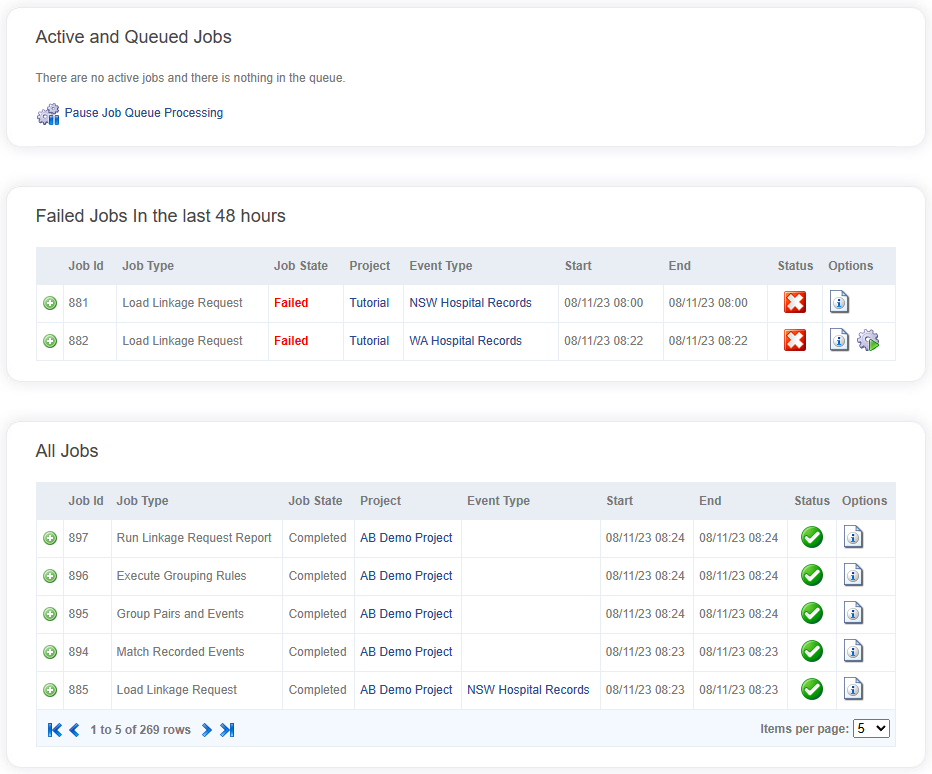 Active and Queued Jobs
There are no active jobs and there is nothing in the queue.
Pause Job Queue Processing
Failed Jobs In the last 48 hours
Job Id Job Type Job State Project Event Type Start End Status Options
881 Load Linkage Request Failed Tutorial NSW Hospital Records 08/11/23 08:00 08/11/23 08:00
882 Load Linkage Request Failed Tutorial WA Hospital Records 08/11/23 08:22 08/11/23 08:22
All Jobs
Job Id Job Type Job State Project Event Type Start End Status Options
897 Run Linkage Request Report Completed AB Demo Project 08/11/23 08:24 08/11/23 08:24
896 Execute Grouping Rules Completed AB Demo Project 08/11/23 08:24 08/11/23 08:24
895 Group Pairs and Events Completed AB Demo Project 08/11/23 08:24 08/11/23 08:24
894 Match Recorded Events Completed AB Demo Project 08/11/23 08:23 08/11/23 08:23
885 Load Linkage Request Completed AB Demo Project NSW Hospital Records 08/11/23 08:23 08/11/23 08:23
1 to 5 of 269 rows Items per page: 5